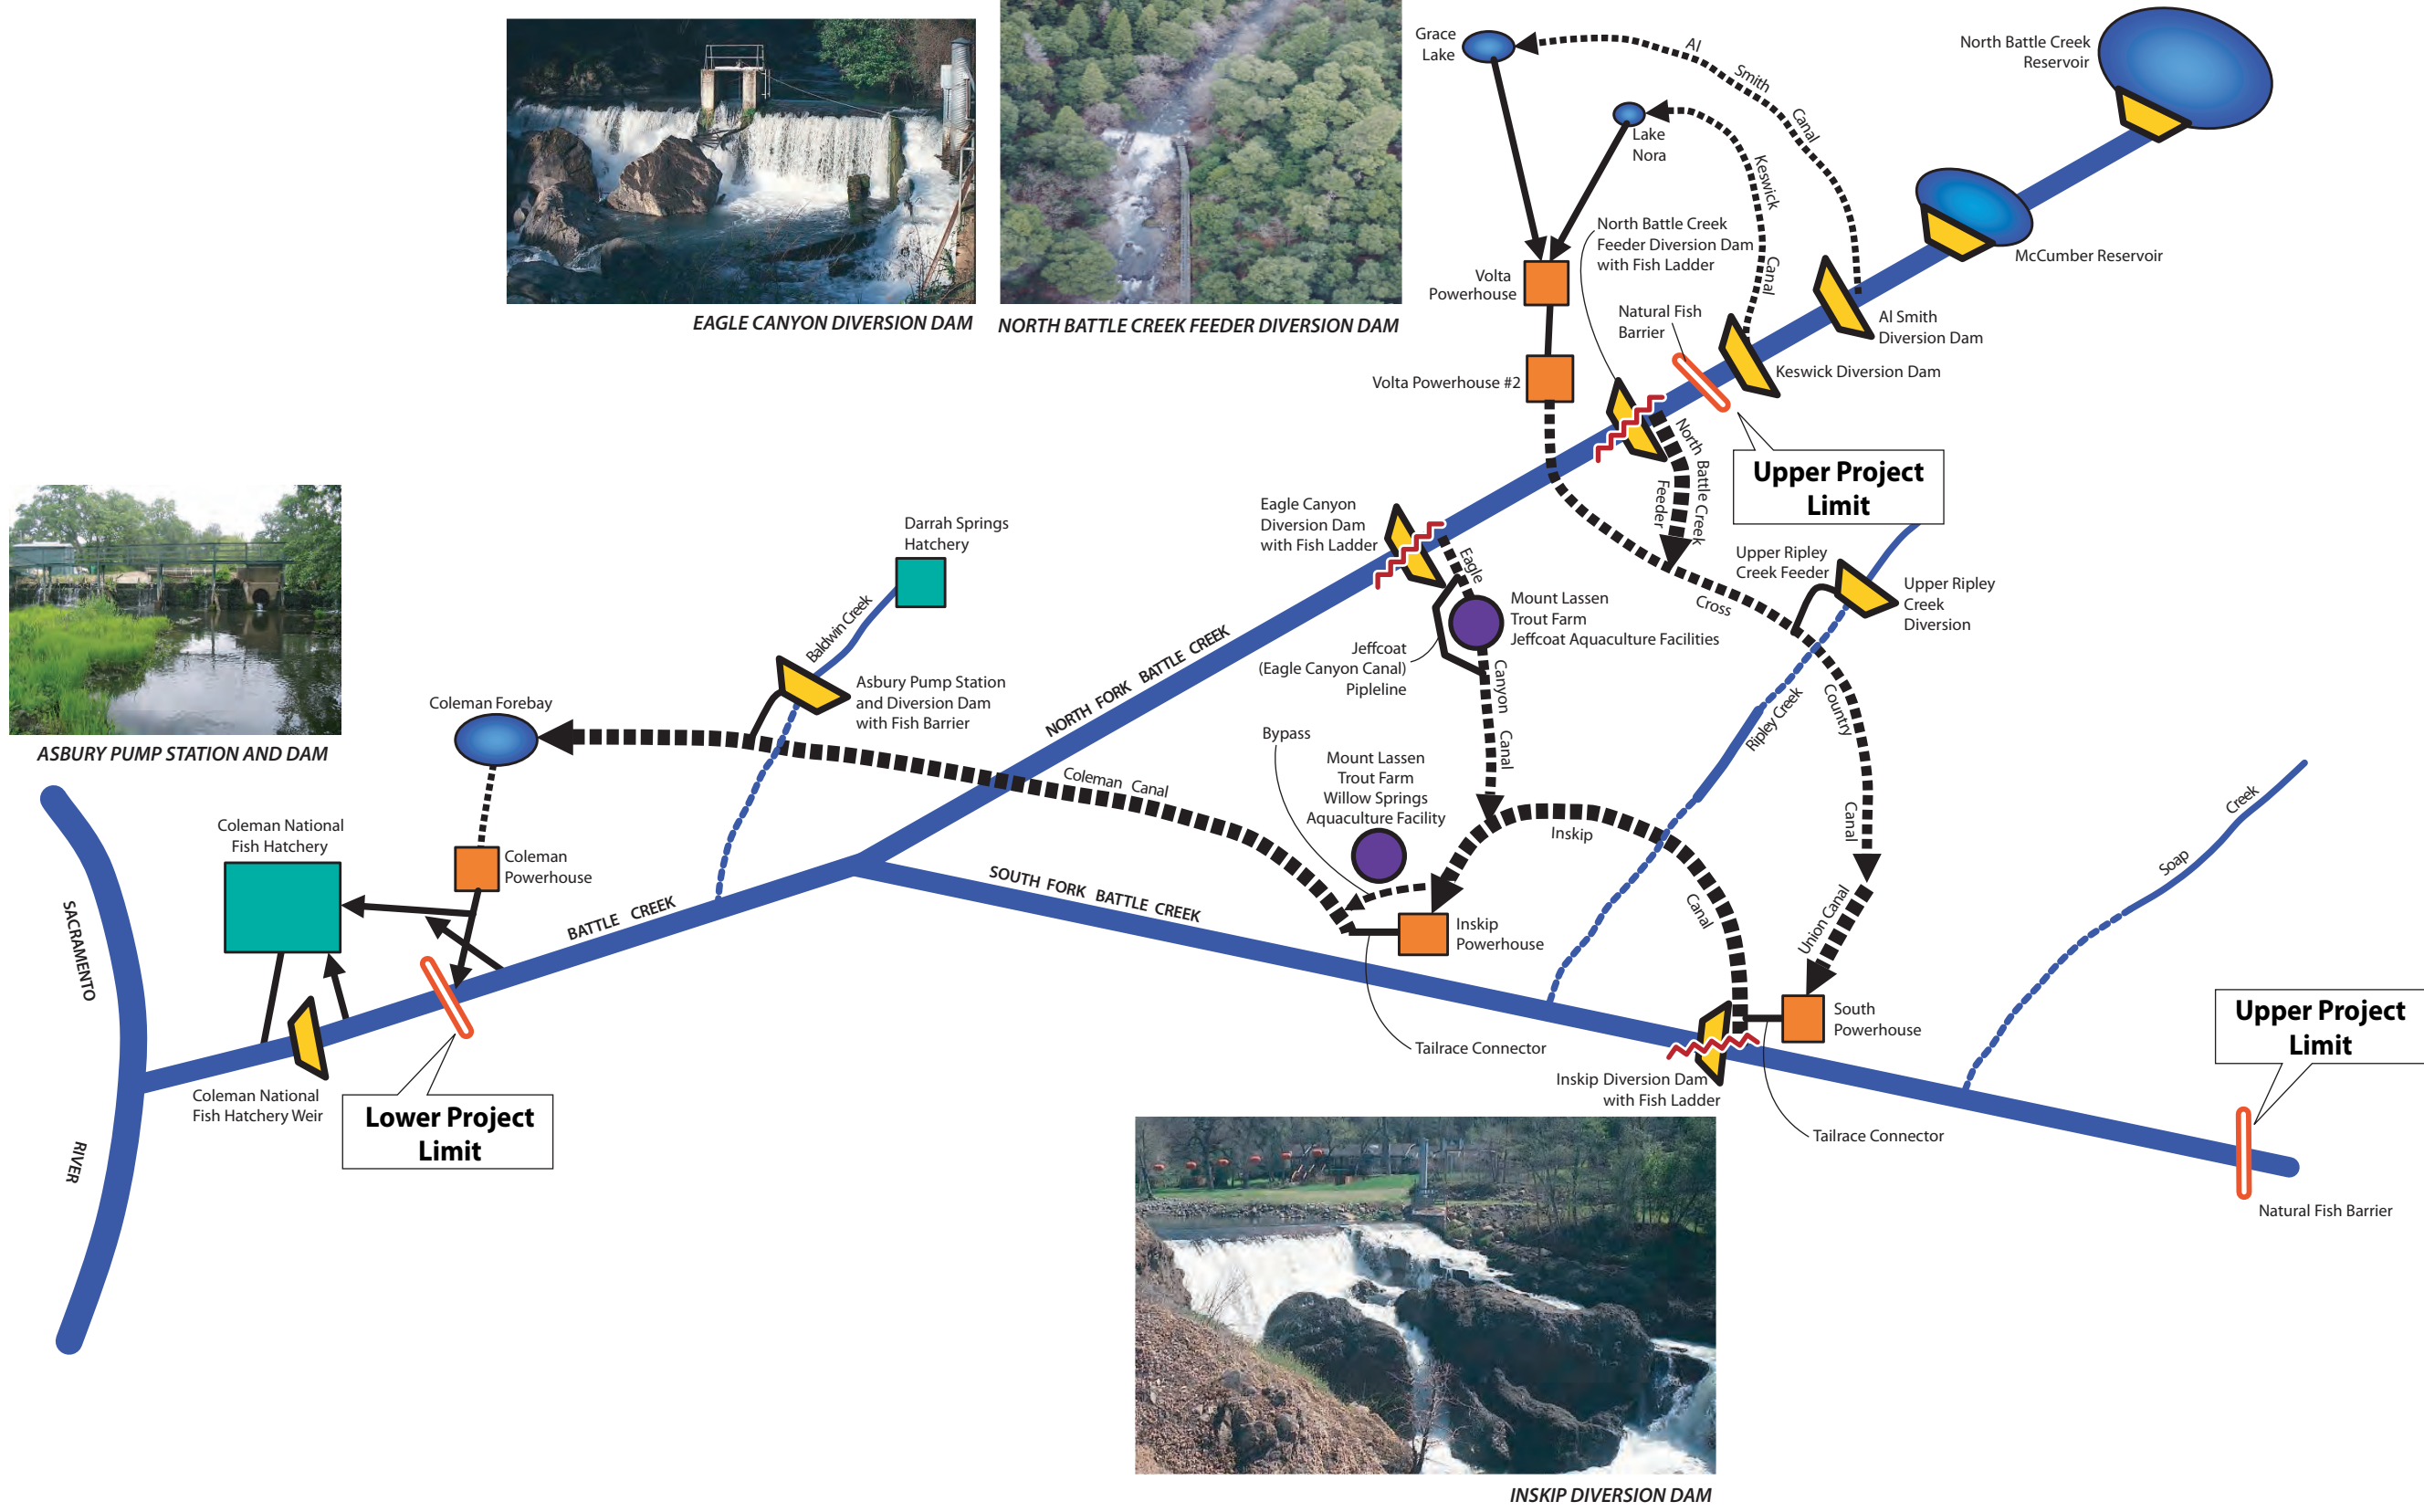 Grace
Lake
Al
Smith
Canal
North Battle Creek
Reservoir
Lake
Nora
Keswick
Canal
McCumber Reservoir
North Battle Creek
Feeder Diversion Dam
with Fish Ladder
Volta
Powerhouse
Natural Fish
Barrier
Al Smith
Diversion Dam
Keswick Diversion Dam
Volta Powerhouse #2
EAGLE CANYON DIVERSION DAM
NORTH BATTLE CREEK FEEDER DIVERSION DAM
North Battle Creek
Feeder
Upper Project
Limit
Eagle Canyon
Diversion Dam
with Fish Ladder
Darrah Springs
Hatchery
Eagle
Canyon
Canal
Upper Ripley
Creek Feeder
Upper Ripley
Creek
Diversion
Mount Lassen
Trout Farm
Jeffcoat Aquaculture Facilities
Cross
Country
Canal
Baldwin Creek
Jeffcoat
(Eagle Canyon Canal)
Pipleline
NORTH FORK BATTLE CREEK
Asbury Pump Station
and Diversion Dam
with Fish Barrier
Coleman Forebay
Ripley Creek
ASBURY PUMP STATION AND DAM
Bypass
Mount Lassen
Trout Farm
Willow Springs
Aquaculture Facility
Coleman Canal
Inskip
Canal
Creek
Soap
Coleman National
Fish Hatchery
Coleman
Powerhouse
SOUTH FORK BATTLE CREEK
BATTLE CREEK
Union Canal
Inskip
Powerhouse
SACRAMENTO
RIVER
South
Powerhouse
Upper Project
Limit
Tailrace Connector
Inskip Diversion Dam
with Fish Ladder
Coleman National
Fish Hatchery Weir
Lower Project
Limit
Tailrace Connector
Natural Fish Barrier
INSKIP DIVERSION DAM